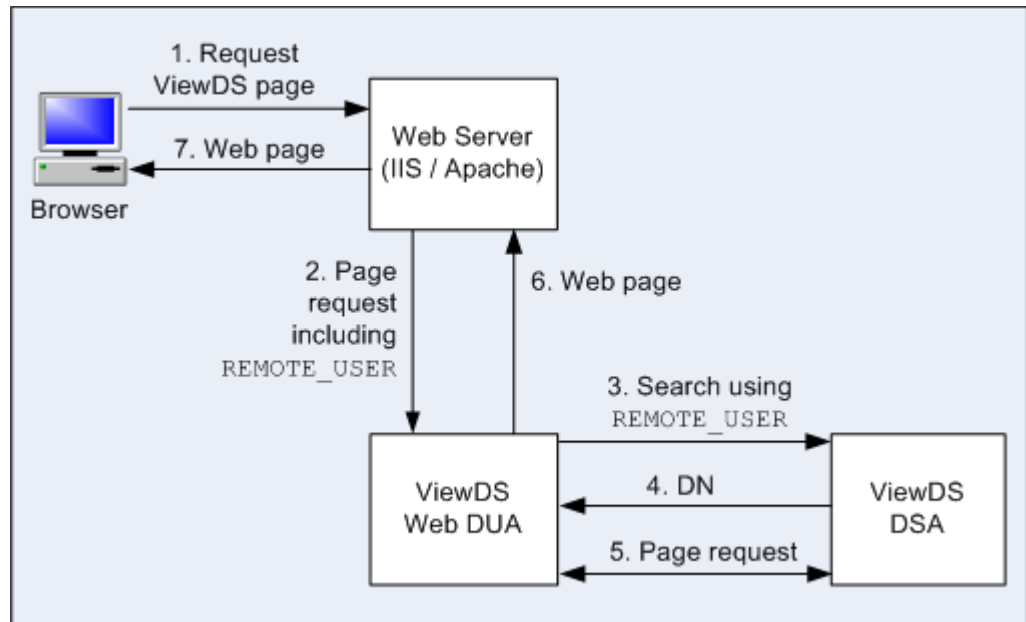 1. Request
ViewDS page
Web Server
(IIS / Apache)
7. Web page
Browser
2. Page
request
including
REMOTE_USER
6. Web page
3. Search using
REMOTE_USER
ViewDS
Web DUA
4. DN
ViewDS
DSA
5. Page request